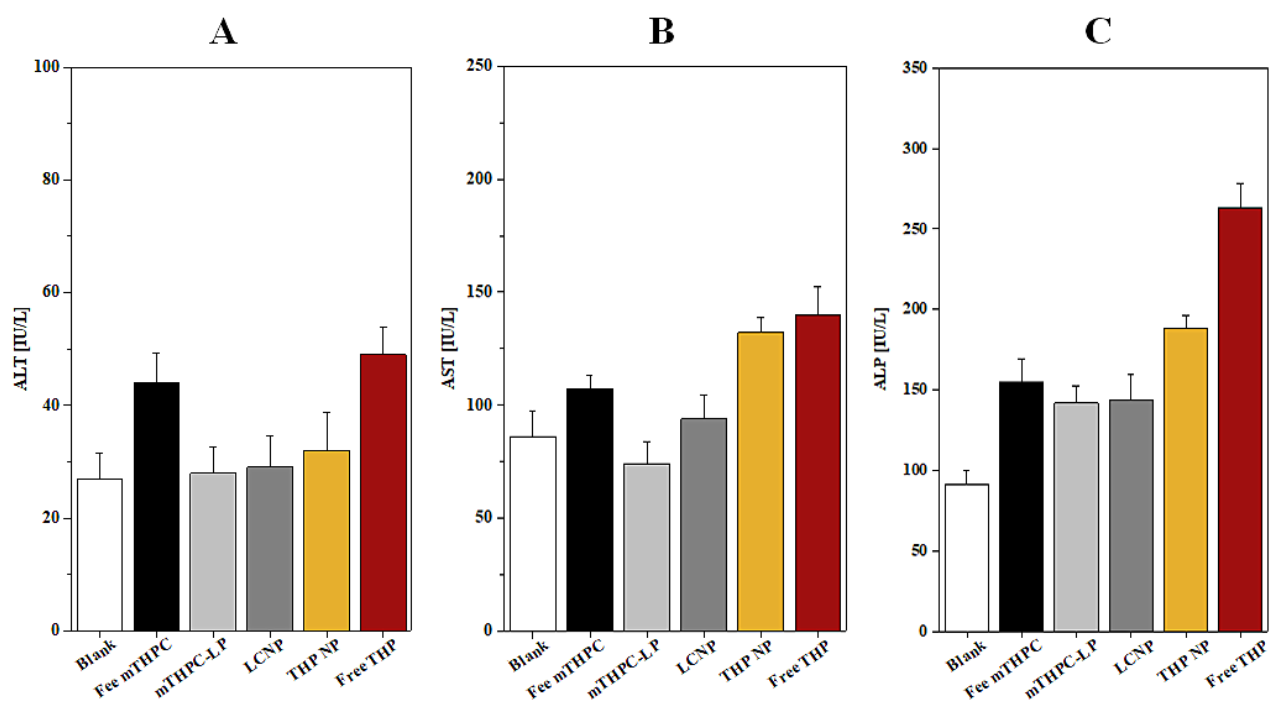 A
ALT [IU/L]
100
80
60
40
20
0
Blank
Fee mTHPC
mTHPC-LP
LCNP
THP NP
Free THP
B
AST [IU/L]
250
200
150
100
50
0
Blank
Fee mTHPC
mTHPC-LP
LCNP
THP NP
Free THP
C
ALP [IU/L]
350
300
250
200
150
100
50
0
Blank
Fee mTHPC
mTHPC-LP
LCNP
THP NP
Free THP